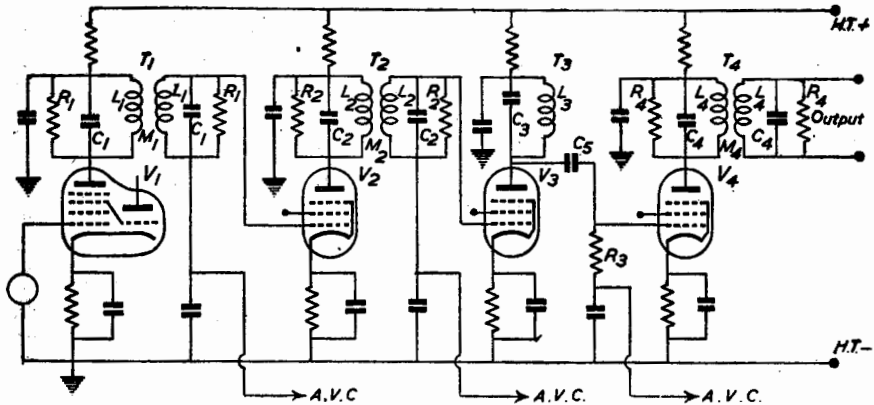 H.T.+
T1
T2
T3
T4
R1 L1 L1 R1
C1 M1 C1
R2 L2 L2 R2
C2 M2 C2
L3
C3
R4 L4 L4 R4
C4 M4 C4
Output
V1
V2
V3
C5
V4
R3
H.T.-
A.V.C
A.V.C.
A.V.C.